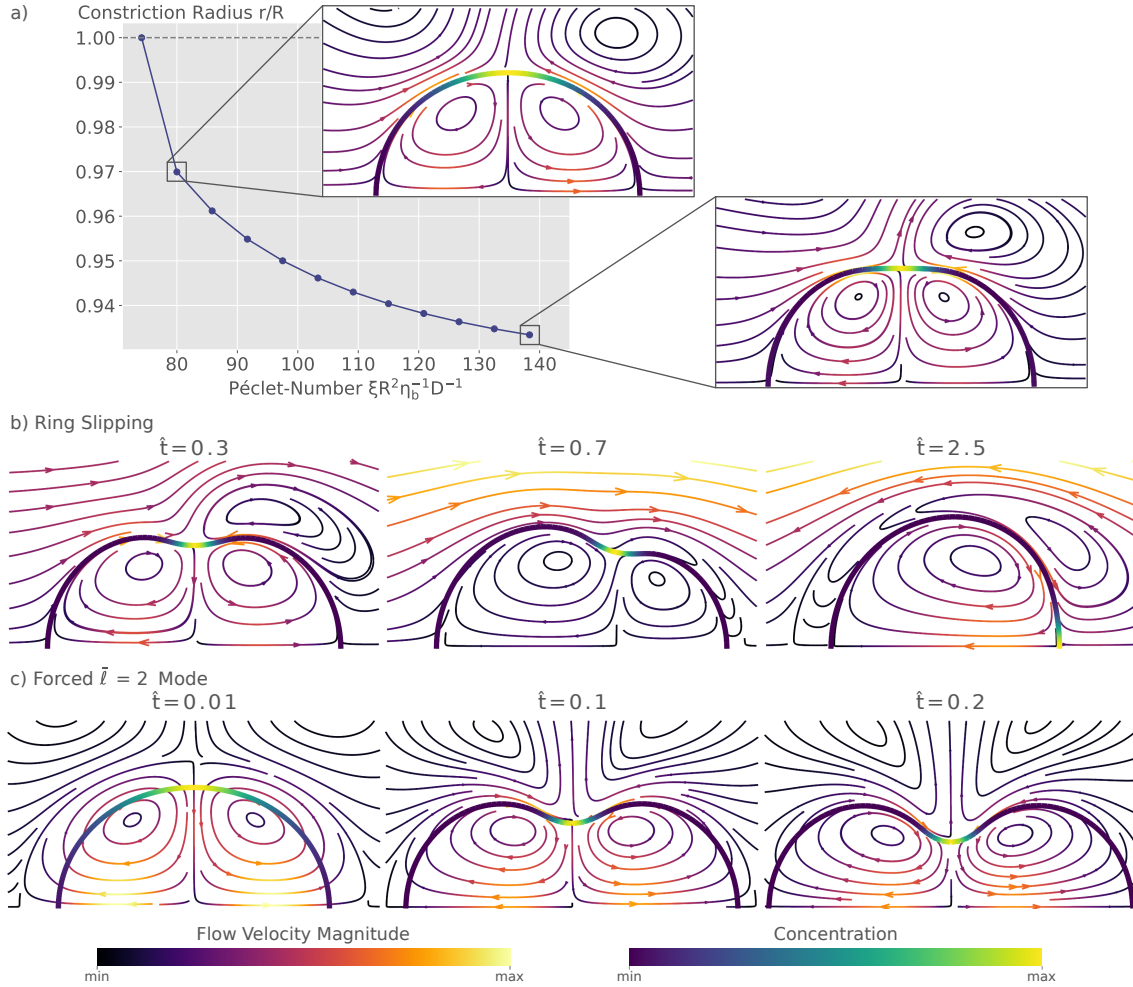 a)
Constriction Radius r/R
1.00
0.99
0.98
0.97
0.96
0.95
0.94
80 90 100 110 120 130 140
Péclet-Number ξR²η_b⁻¹D⁻¹
b) Ring Slipping
t̂=0.3 t̂=0.7 t̂=2.5
c) Forced ℓ̄ = 2 Mode
t̂=0.01 t̂=0.1 t̂=0.2
Flow Velocity Magnitude Concentration
min max min max